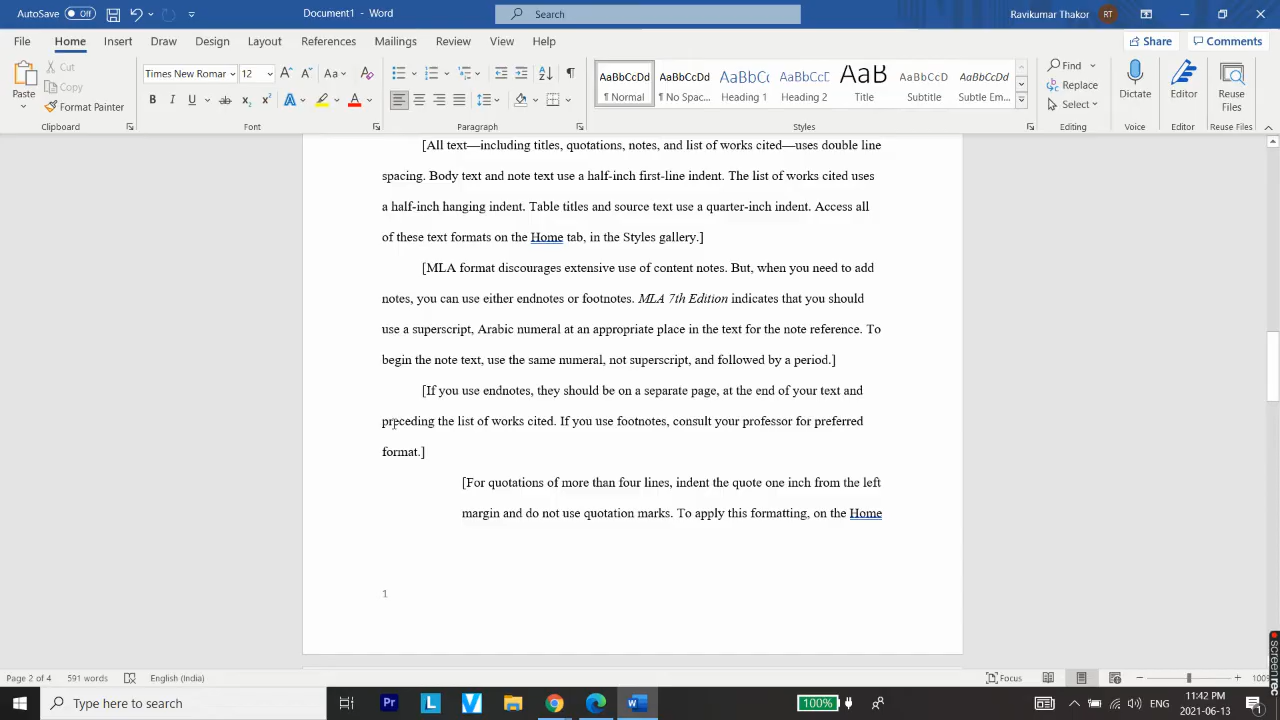 AutoSave Off Document1 - Word Search Ravikumar Thakor RT
File Home Insert Draw Design Layout References Mailings Review View Help Share Comments
Paste Cut Copy Format Painter
Times New Romar 12 Aa
B I U ab x2 x2 A A
AaBbCcDd AaBbCcDd AaBbCc AaBbCcE AaB AaBbCcD AaBbCcDd
¶ Normal ¶ No Spac... Heading 1 Heading 2 Title Subtitle Subtle Em...
Find Replace Select Dictate Editor Reuse Files
Clipboard Font Paragraph Styles Editing Voice Editor Reuse Files
[All text—including titles, quotations, notes, and list of works cited—uses double line
spacing. Body text and note text use a half-inch first-line indent. The list of works cited uses
a half-inch hanging indent. Table titles and source text use a quarter-inch indent. Access all
of these text formats on the Home tab, in the Styles gallery.]
[MLA format discourages extensive use of content notes. But, when you need to add
notes, you can use either endnotes or footnotes. MLA 7th Edition indicates that you should
use a superscript, Arabic numeral at an appropriate place in the text for the note reference. To
begin the note text, use the same numeral, not superscript, and followed by a period.]
[If you use endnotes, they should be on a separate page, at the end of your text and
preceding the list of works cited. If you use footnotes, consult your professor for preferred
format.]
[For quotations of more than four lines, indent the quote one inch from the left
margin and do not use quotation marks. To apply this formatting, on the Home
1
Page 2 of 4 591 words English (India) Focus 100%
Type here to search Pr L V 100% 11:42 PM
2021-06-13
screenrec